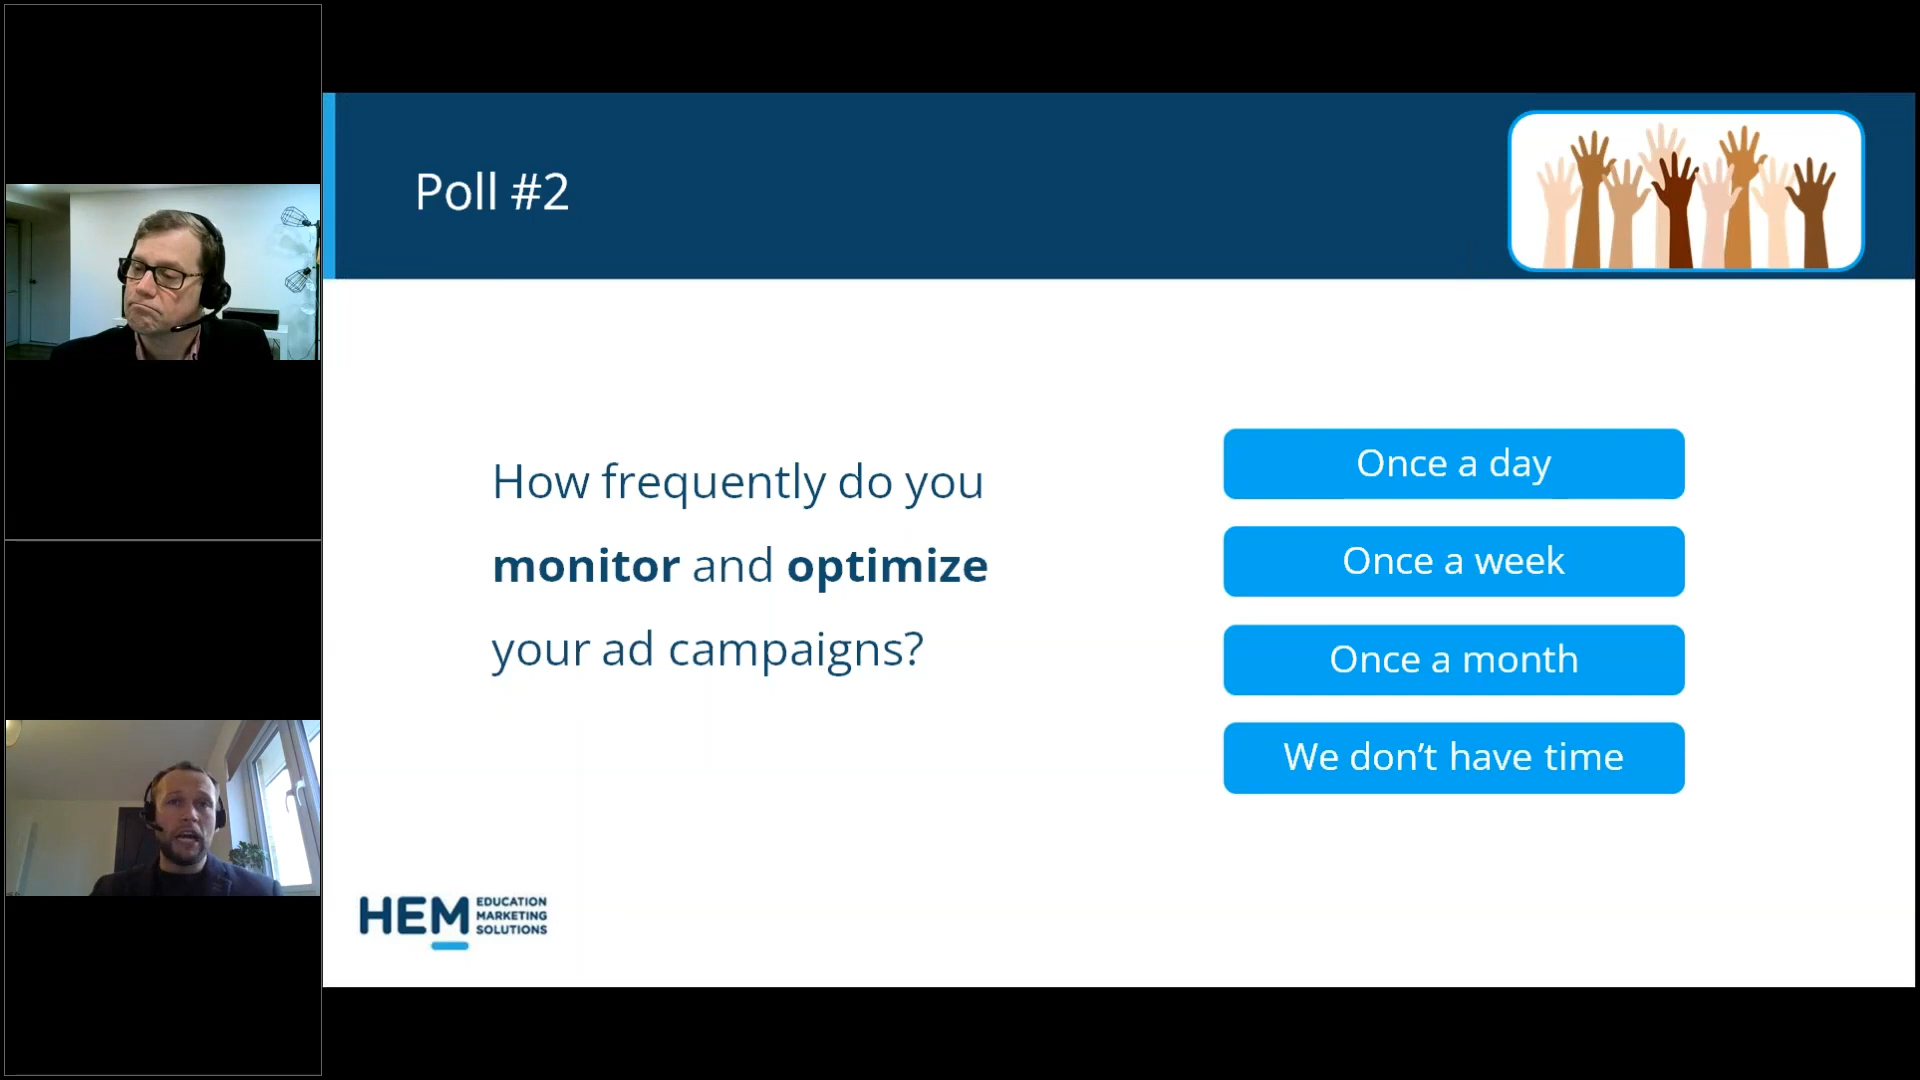 Poll #2
How frequently do you
monitor and optimize
your ad campaigns?
Once a day
Once a week
Once a month
We don’t have time
HEM
EDUCATION
MARKETING
SOLUTIONS